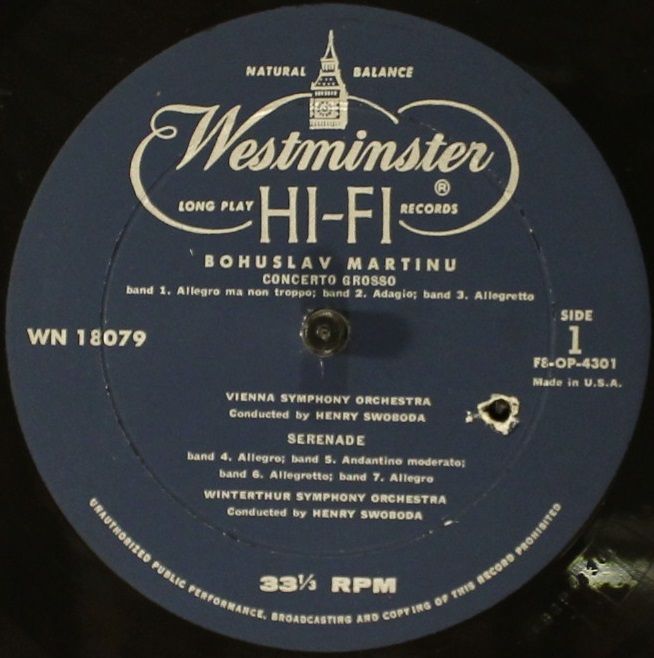 NATURAL BALANCE
Westminster ®
LONG PLAY HI-FI RECORDS
BOHUSLAV MARTINU
CONCERTO GROSSO
band 1. Allegro ma non troppo; band 2. Adagio; band 3. Allegretto
WN 18079
SIDE
1
F8-OP-4301
Made in U.S.A.
VIENNA SYMPHONY ORCHESTRA
Conducted by HENRY SWOBODA
SERENADE
band 4. Allegro; band 5. Andantino moderato;
band 6. Allegrotto; band 7. Allegro
WINTERTHUR SYMPHONY ORCHESTRA
Conducted by HENRY SWOBODA
33⅓ RPM
UNAUTHORIZED PUBLIC PERFORMANCE, BROADCASTING AND COPYING OF THIS RECORD PROHIBITED